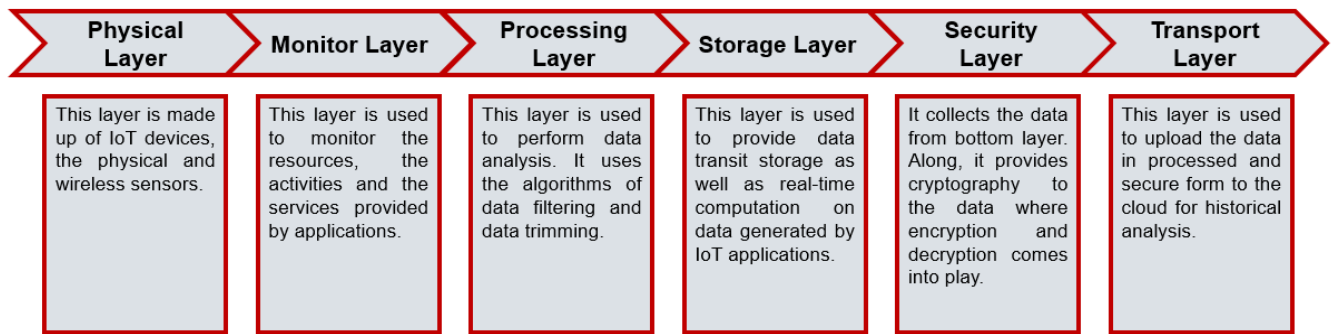 Physical
Layer
Monitor Layer
Processing
Layer
Storage Layer
Security
Layer
Transport
Layer
This layer is made
up of IoT devices,
the physical and
wireless sensors.
This layer is used
to monitor the
resources, the
activities and the
services provided
by applications.
This layer is used
to perform data
analysis. It uses
the algorithms of
data filtering and
data trimming.
This layer is used
to provide data
transit storage as
well as real-time
computation on
data generated by
IoT applications.
It collects the data
from bottom layer.
Along, it provides
cryptography to
the data where
encryption and
decryption comes
into play.
This layer is used
to upload the data
in processed and
secure form to the
cloud for historical
analysis.